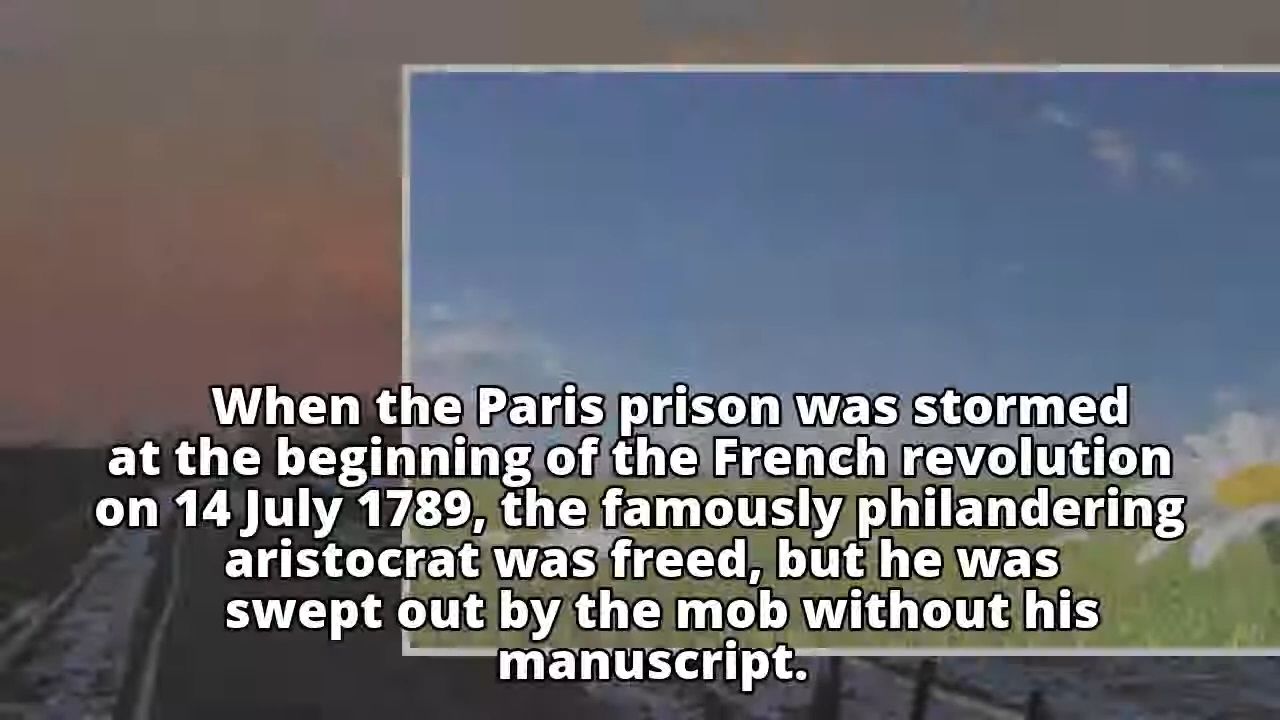 When the Paris prison was stormed
at the beginning of the French revolution
on 14 July 1789, the famously philandering
aristocrat was freed, but he was
swept out by the mob without his
manuscript.